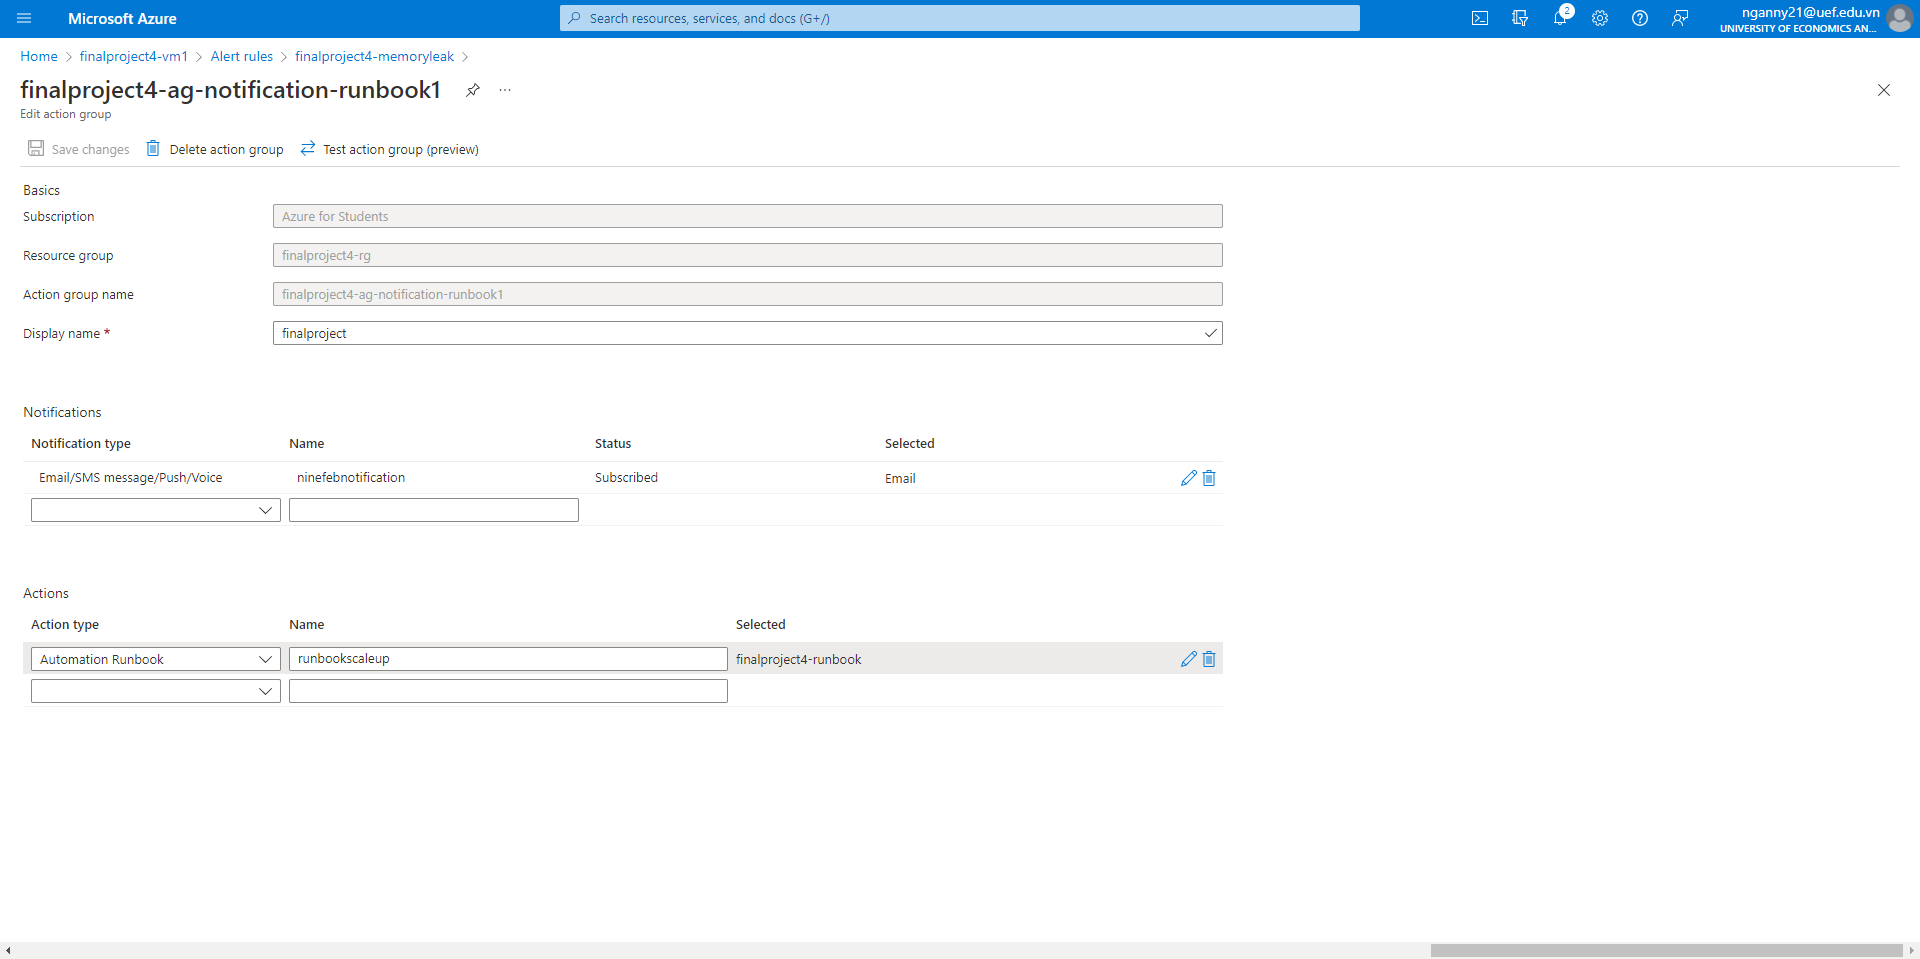 Microsoft Azure
Search resources, services, and docs (G+/)
2
nganny21@uef.edu.vn
UNIVERSITY OF ECONOMICS AN...
Home > finalproject4-vm1 > Alert rules > finalproject4-memoryleak >
finalproject4-ag-notification-runbook1
...
Edit action group
Save changes
Delete action group
Test action group (preview)
Basics
Subscription
Azure for Students
Resource group
finalproject4-rg
Action group name
finalproject4-ag-notification-runbook1
Display name *
finalproject
Notifications
Notification type Name Status Selected
Email/SMS message/Push/Voice ninefebnotification Subscribed Email
Actions
Action type Name Selected
Automation Runbook runbookscaleup finalproject4-runbook